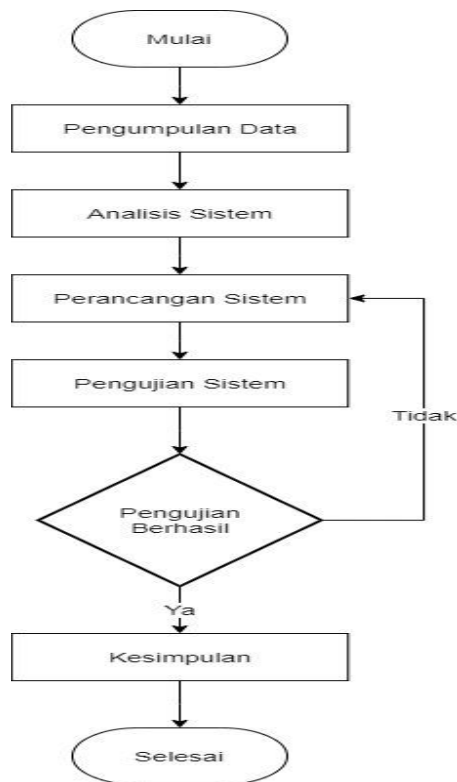 Mulai
Pengumpulan Data
Analisis Sistem
Perancangan Sistem
Pengujian Sistem
Tidak
Pengujian
Berhasil
Ya
Kesimpulan
Selesai